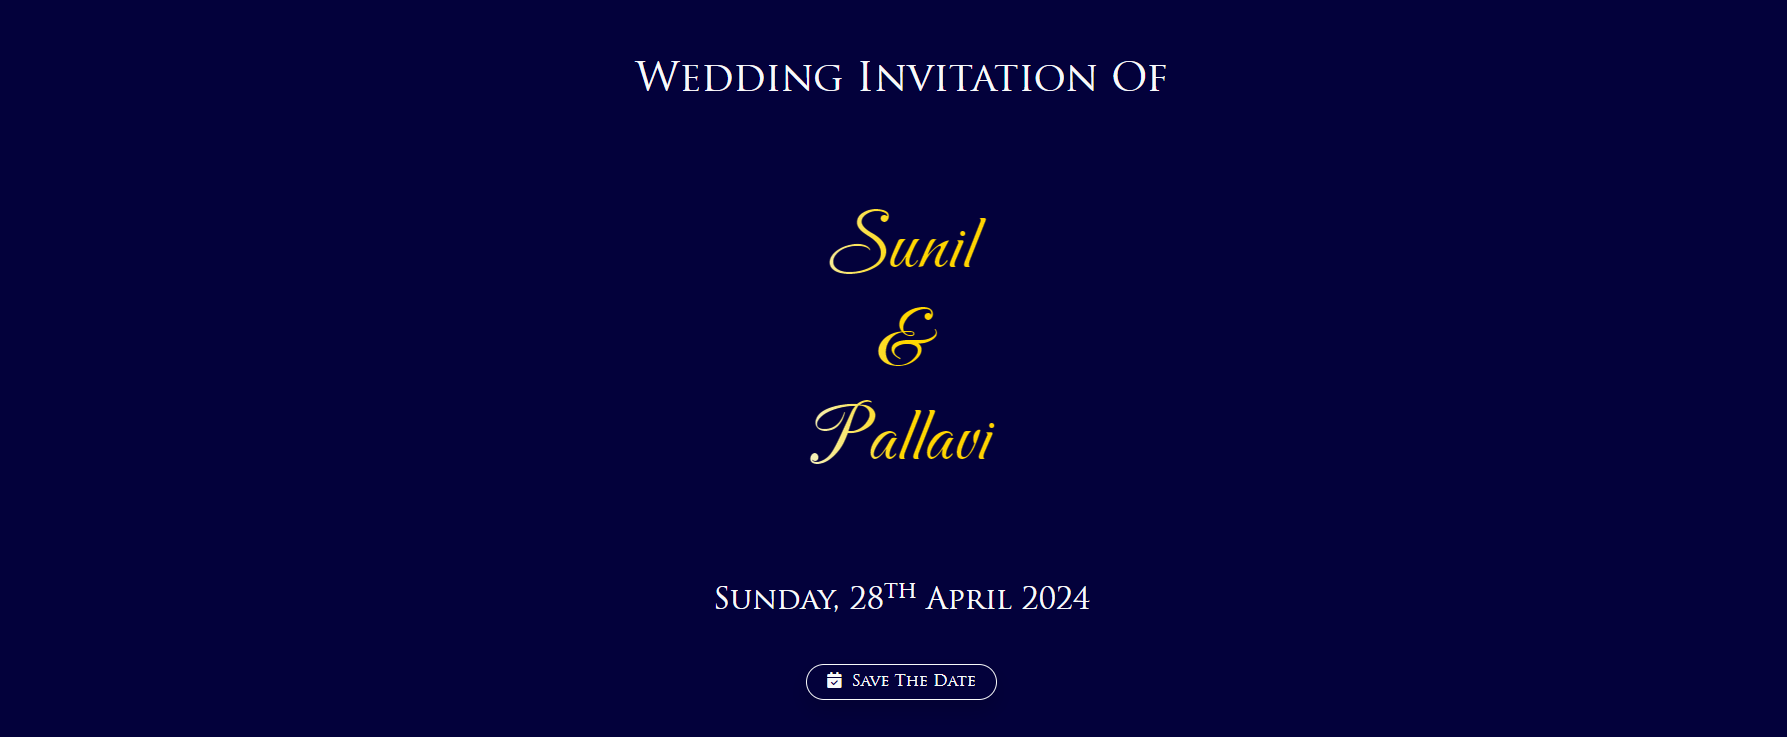 Wedding Invitation Of
Sunil
&
Pallavi
Sunday, 28th April 2024
Save The Date